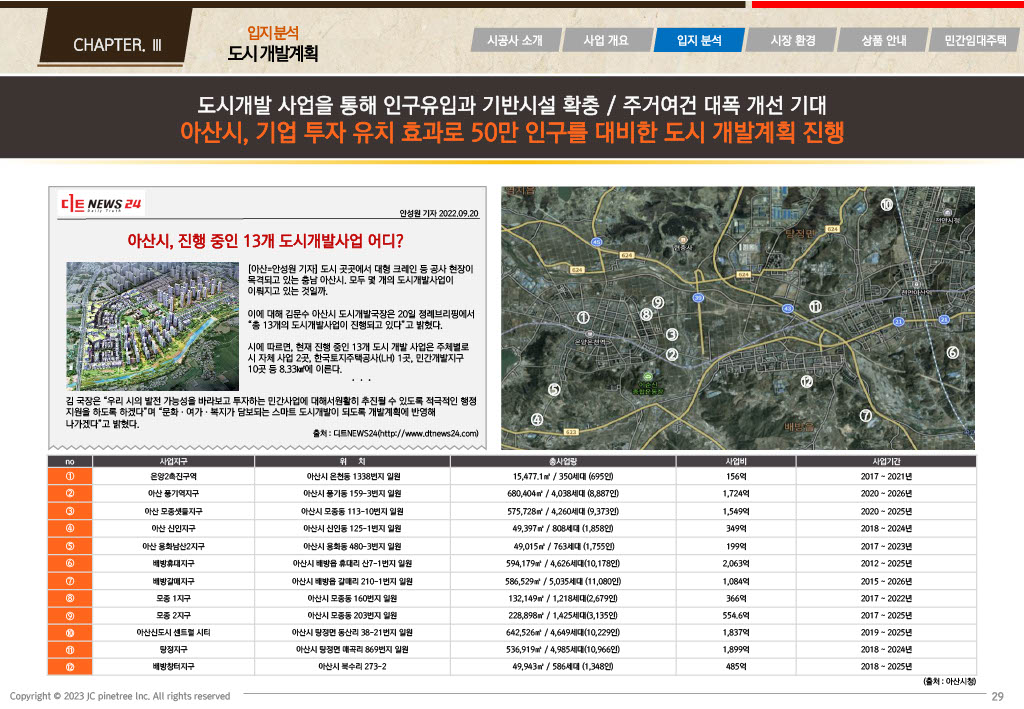 CHAPTER. Ⅲ
입지 분석
도시 개발계획
시공사 소개
사업 개요
입지 분석
시장 환경
상품 안내
민간임대주택
도시개발 사업을 통해 인구유입과 기반시설 확충 / 주거여건 대폭 개선 기대
아산시, 기업 투자 유치 효과로 50만 인구를 대비한 도시 개발계획 진행
디트 NEWS 24
Daily Truth
안성원 기자 2022.09.20
아산시, 진행 중인 13개 도시개발사업 어디?
[아산=안성원 기자] 도시 곳곳에서 대형 크레인 등 공사 현장이
목격되고 있는 충남 아산시. 모두 몇 개의 도시개발사업이
이뤄지고 있는 것일까.
이에 대해 김문수 아산시 도시개발국장은 20일 정례브리핑에서
“총 13개의 도시개발사업이 진행되고 있다”고 밝혔다.
시에 따르면, 현재 진행 중인 13개 도시 개발 사업은 주체별로
시 자체 사업 2곳, 한국토지주택공사(LH) 1곳, 민간개발지구
10곳 등 8.33㎢에 이른다.
· · ·
김 국장은 “우리 시의 발전 가능성을 바라보고 투자하는 민간사업에 대해서원활히 추진될 수 있도록 적극적인 행정
지원을 하도록 하겠다”며 “문화 · 여가 · 복지가 담보되는 스마트 도시개발이 되도록 개발계획에 반영해
나가겠다”고 밝혔다.
출처 : 디트NEWS24(http://www.dtnews24.com)
⑩
탕정면
624
45
624
624
624
39
43
21
21
623
⑨
⑧
①
⑪
③
②
온양온천역
천안아산역
⑥
⑤
⑫
④
⑦
배방읍
no 사업지구 위 치 총사업량 사업비 사업기간
① 온양2촉진구역 아산시 온천동 1338번지 일원 15,477.1㎡ / 350세대 (695인) 156억 2017 ~ 2021년
② 아산 풍기역지구 아산시 풍기동 159-3번지 일원 680,404㎡ / 4,038세대 (8,887인) 1,724억 2020 ~ 2026년
③ 아산 모종샛들지구 아산시 모종동 113-10번지 일원 575,728㎡ / 4,260세대 (9,373인) 1,549억 2020 ~ 2025년
④ 아산 신인지구 아산시 신인동 125-1번지 일원 49,397㎡ / 808세대 (1,858인) 349억 2018 ~ 2024년
⑤ 아산 용화남산2지구 아산시 용화동 480-3번지 일원 49,015㎡ / 763세대 (1,755인) 199억 2017 ~ 2023년
⑥ 배방휴대지구 아산시 배방읍 휴대리 산7-1번지 일원 594,179㎡ / 4,626세대(10,178인) 2,063억 2012 ~ 2025년
⑦ 배방갈매지구 아산시 배방읍 갈매리 210-1번지 일원 586,529㎡ / 5,035세대 (11,080인) 1,084억 2015 ~ 2026년
⑧ 모종 1지구 아산시 모종동 160번지 일원 132,149㎡ / 1,218세대(2,679인) 366억 2017 ~ 2022년
⑨ 모종 2지구 아산시 모종동 203번지 일원 228,898㎡ / 1,425세대(3,135인) 554.6억 2017 ~ 2025년
⑩ 아산신도시 센트럴 시티 아산시 탕정면 동산리 38-21번지 일원 642,526㎡ / 4,649세대(10,229인) 1,837억 2019 ~ 2025년
⑪ 탕정지구 아산시 탕정면 매곡리 869번지 일원 536,919㎡ / 4,985세대(10,966인) 1,899억 2018 ~ 2024년
⑫ 배방창터지구 아산시 북수리 273-2 49,943㎡ / 586세대 (1,348인) 485억 2018 ~ 2025년
(출처 : 아산시청)
Copyright © 2023 JC pinetree Inc. All rights reserved
29